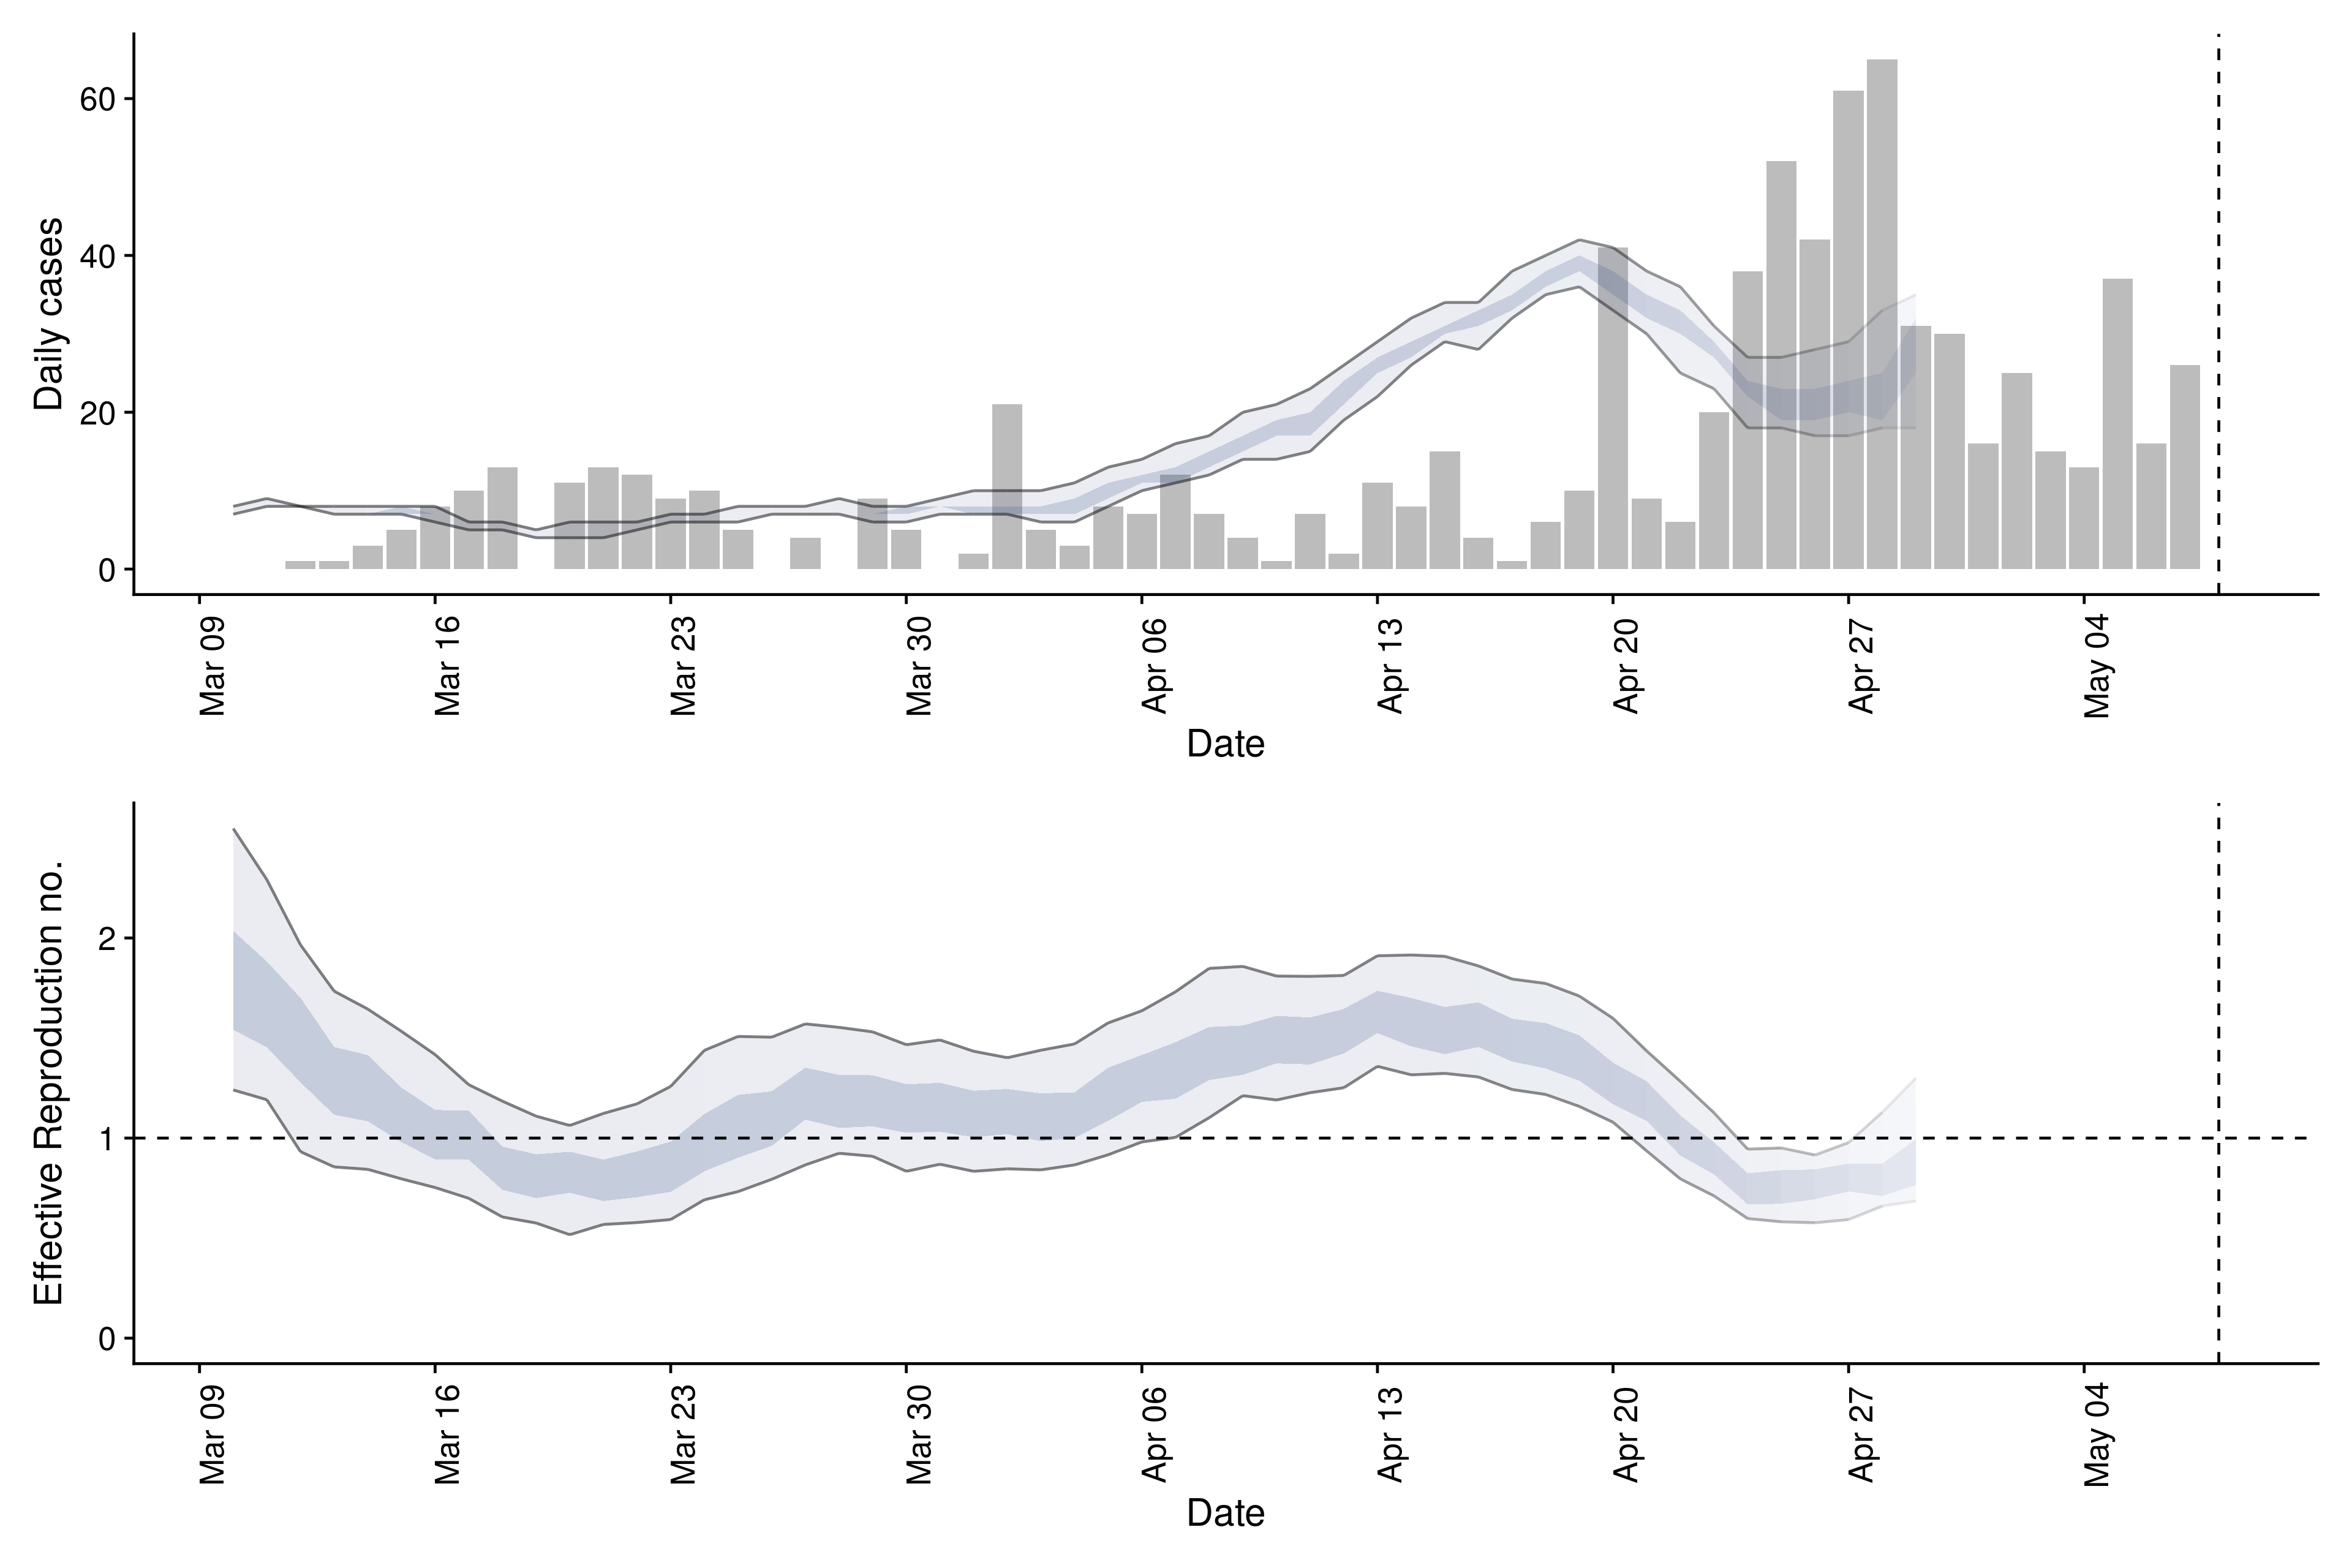 Daily cases
60
40
20
0
Mar 09
Mar 16
Mar 23
Mar 30
Apr 06
Apr 13
Apr 20
Apr 27
May 04
Date
Effective Reproduction no.
2
1
0
Mar 09
Mar 16
Mar 23
Mar 30
Apr 06
Apr 13
Apr 20
Apr 27
May 04
Date